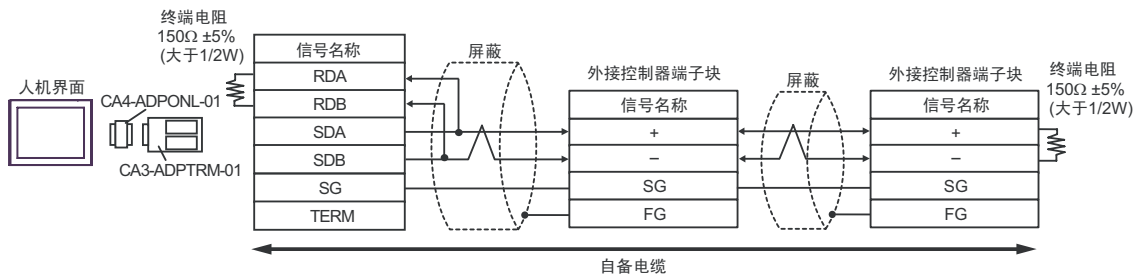 终端电阻
150Ω ±5%
(大于1/2W)
人机界面
CA4-ADPONL-01
CA3-ADPTRM-01
信号名称
RDA
RDB
SDA
SDB
SG
TERM
屏蔽
外接控制器端子块
信号名称
+
−
SG
FG
屏蔽
外接控制器端子块
信号名称
+
−
SG
FG
终端电阻
150Ω ±5%
(大于1/2W)
自备电缆